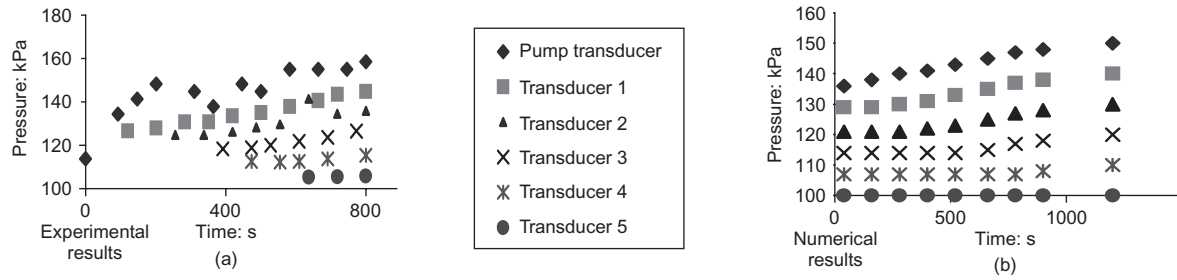 Pressure: kPa
180
160
140
120
100
80
0
400
800
Time: s
Experimental
results
(a)
Pump transducer
Transducer 1
Transducer 2
Transducer 3
Transducer 4
Transducer 5
Pressure: kPa
160
150
140
130
120
110
100
0
500
1000
Time: s
Numerical
results
(b)